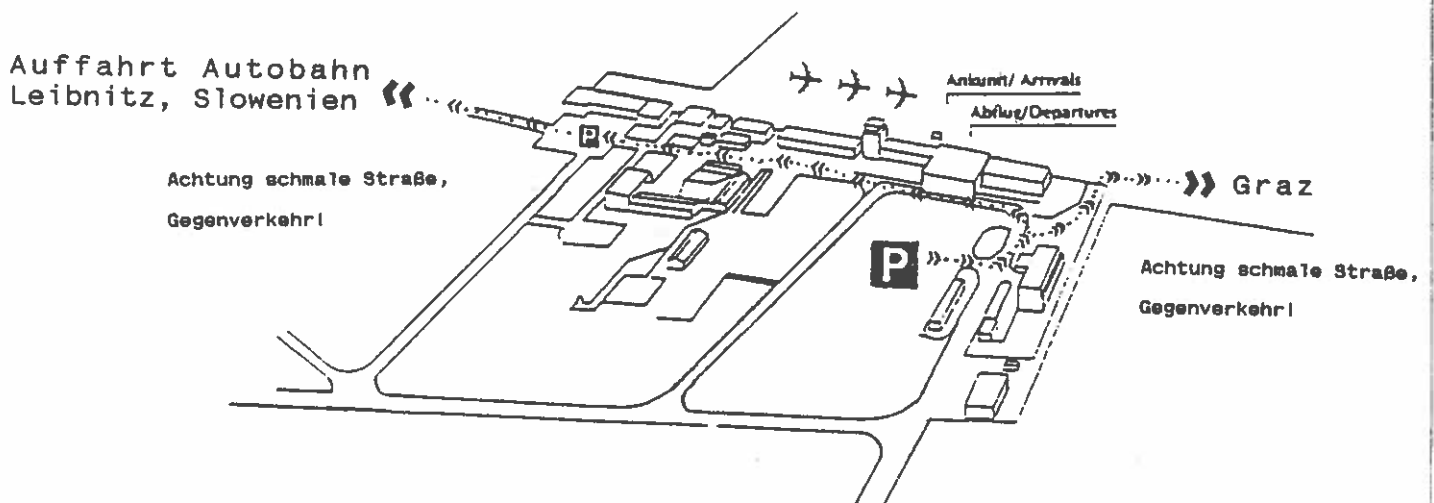 Auffahrt Autobahn
Leibnitz, Slowenien
Ankunft/ Arrivals
Abflug/Departures
P
Achtung schmale Straße,
Gegenverkehr!
Graz
P
Achtung schmale Straße,
Gegenverkehr!